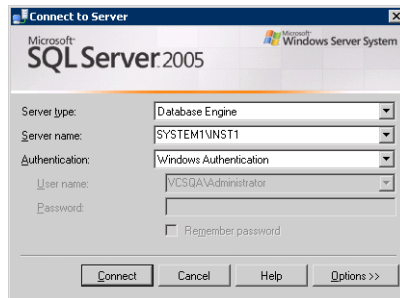 Connect to Server
Microsoft
SQL Server 2005
Microsoft
Windows Server System
Server type:
Database Engine
Server name:
SYSTEM1\INST1
Authentication:
Windows Authentication
User name:
VCSQA\Administrator
Password:
Remember password
Connect
Cancel
Help
Options >>